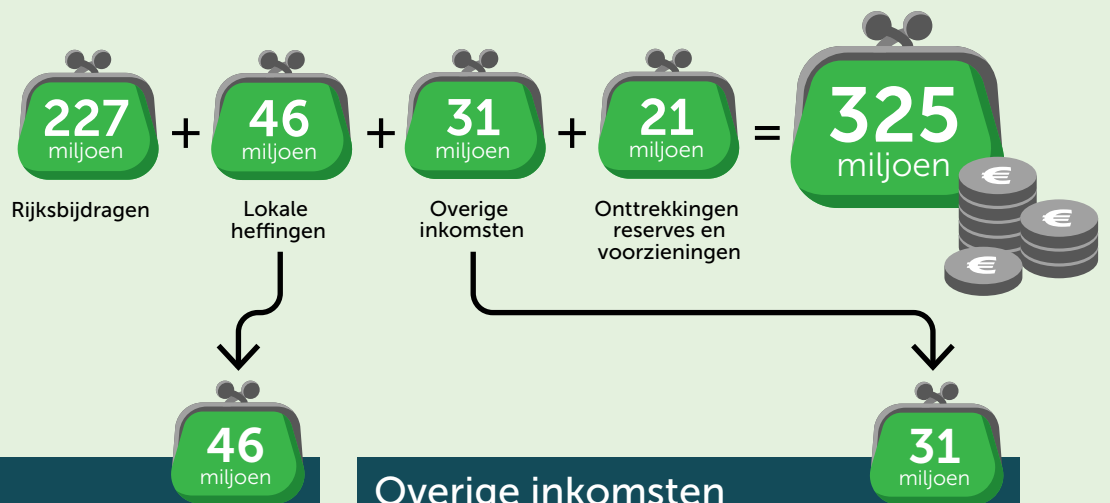 227
miljoen
+
46
miljoen
+
31
miljoen
+
21
miljoen
=
325
miljoen
Rijksbijdragen
Lokale
heffingen
Overige
inkomsten
Onttrekkingen
reserves en
voorzieningen
€
€
€
46
miljoen
31
miljoen
Overige inkomsten